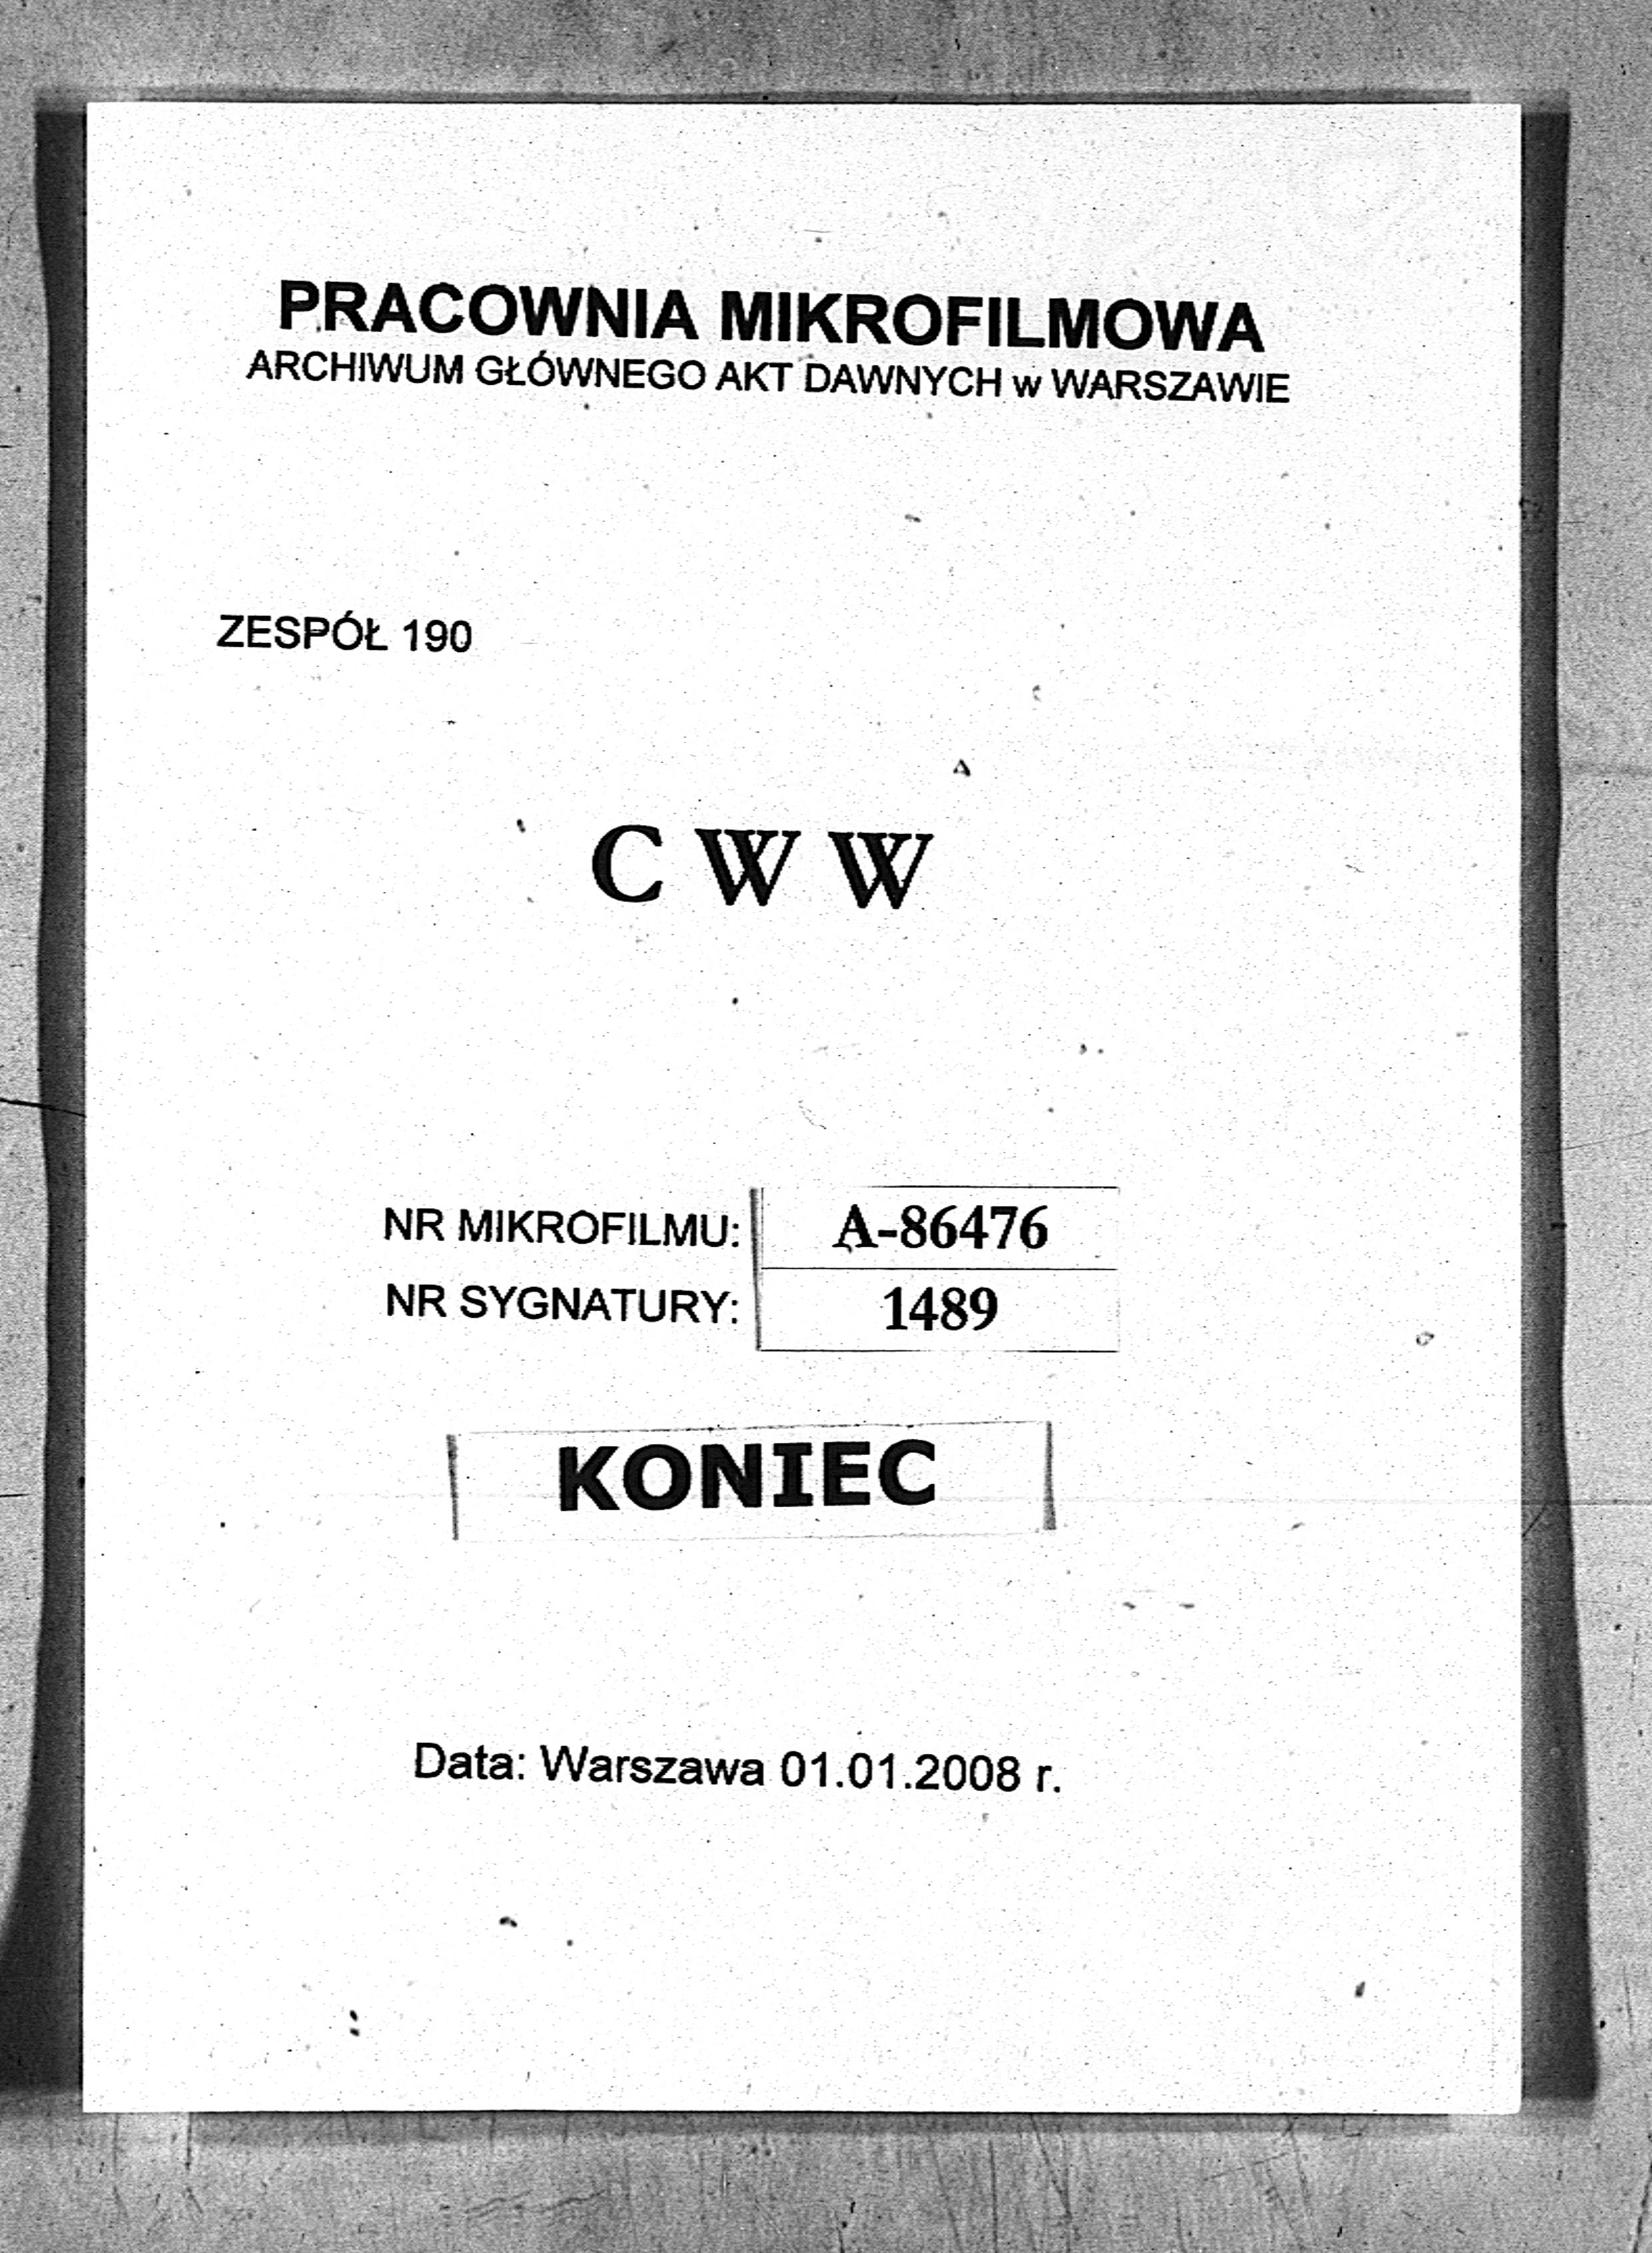 PRACOWNIA MIKROFILMOWA
ARCHIWUM GŁÓWNEGO AKT DAWNYCH w WARSZAWIE
ZESPÓŁ 190
C W W
NR MIKROFILMU: A-86476
NR SYGNATURY: 1489
KONIEC
Data: Warszawa 01.01.2008 r.